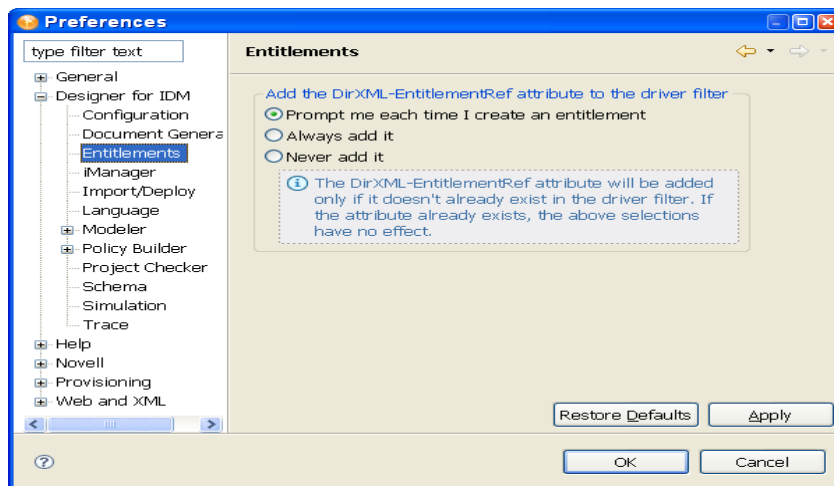 Preferences
type filter text
General
Designer for IDM
Configuration
Document Genera
Entitlements
iManager
Import/Deploy
Language
Modeler
Policy Builder
Project Checker
Schema
Simulation
Trace
Help
Novell
Provisioning
Web and XML
Entitlements
Add the DirXML-EntitlementRef attribute to the driver filter
Prompt me each time I create an entitlement
Always add it
Never add it
The DirXML-EntitlementRef attribute will be added
only if it doesn't already exist in the driver filter. If
the attribute already exists, the above selections
have no effect.
Restore Defaults
Apply
OK
Cancel